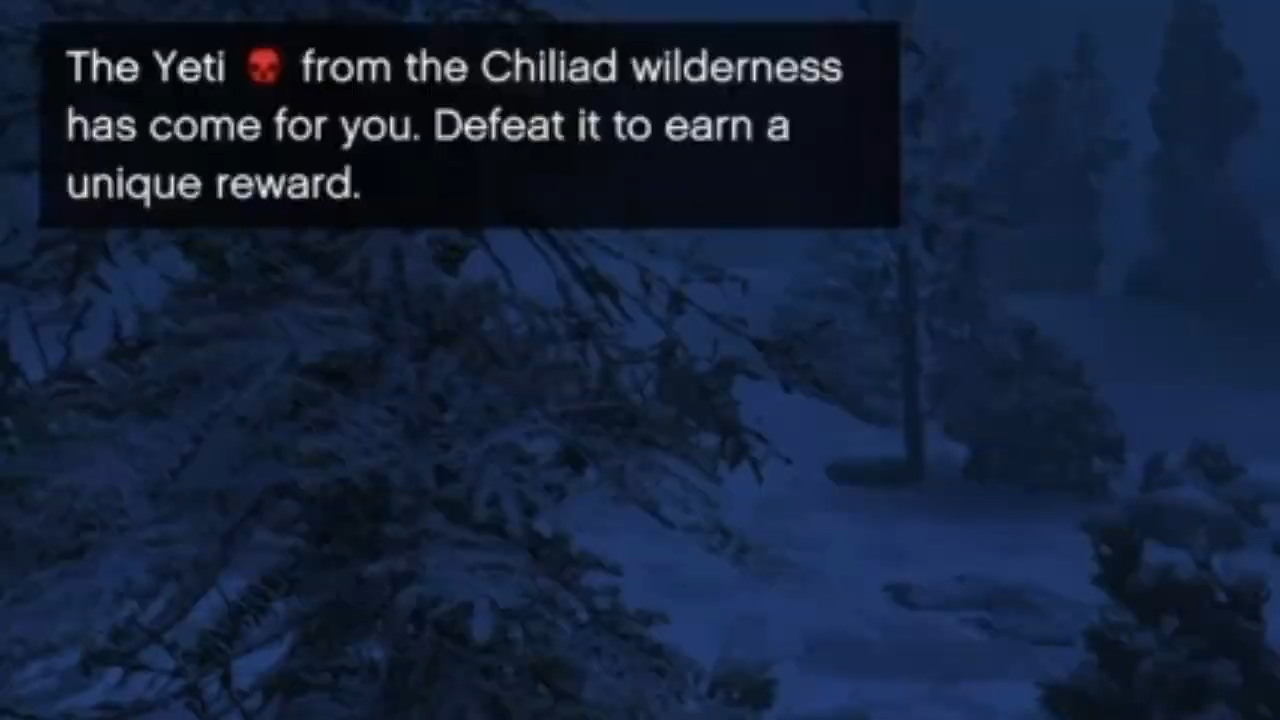 The Yeti 💀 from the Chiliad wilderness
has come for you. Defeat it to earn a
unique reward.